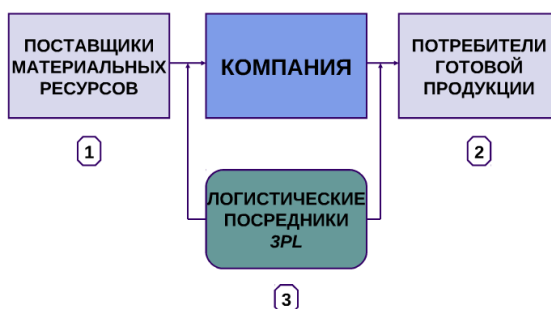 ПОСТАВЩИКИ
МАТЕРИАЛЬНЫХ
РЕСУРСОВ
КОМПАНИЯ
ПОТРЕБИТЕЛИ
ГОТОВОЙ
ПРОДУКЦИИ
1
2
ЛОГИСТИЧЕСКИЕ
ПОСРЕДНИКИ
3PL
3